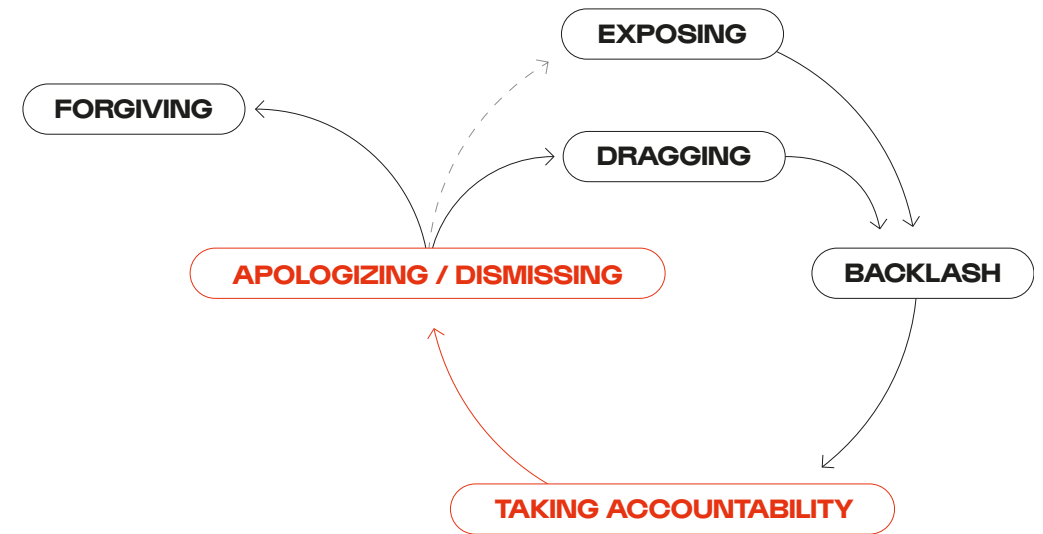 EXPOSING
FORGIVING
DRAGGING
APOLOGIZING / DISMISSING
BACKLASH
TAKING ACCOUNTABILITY